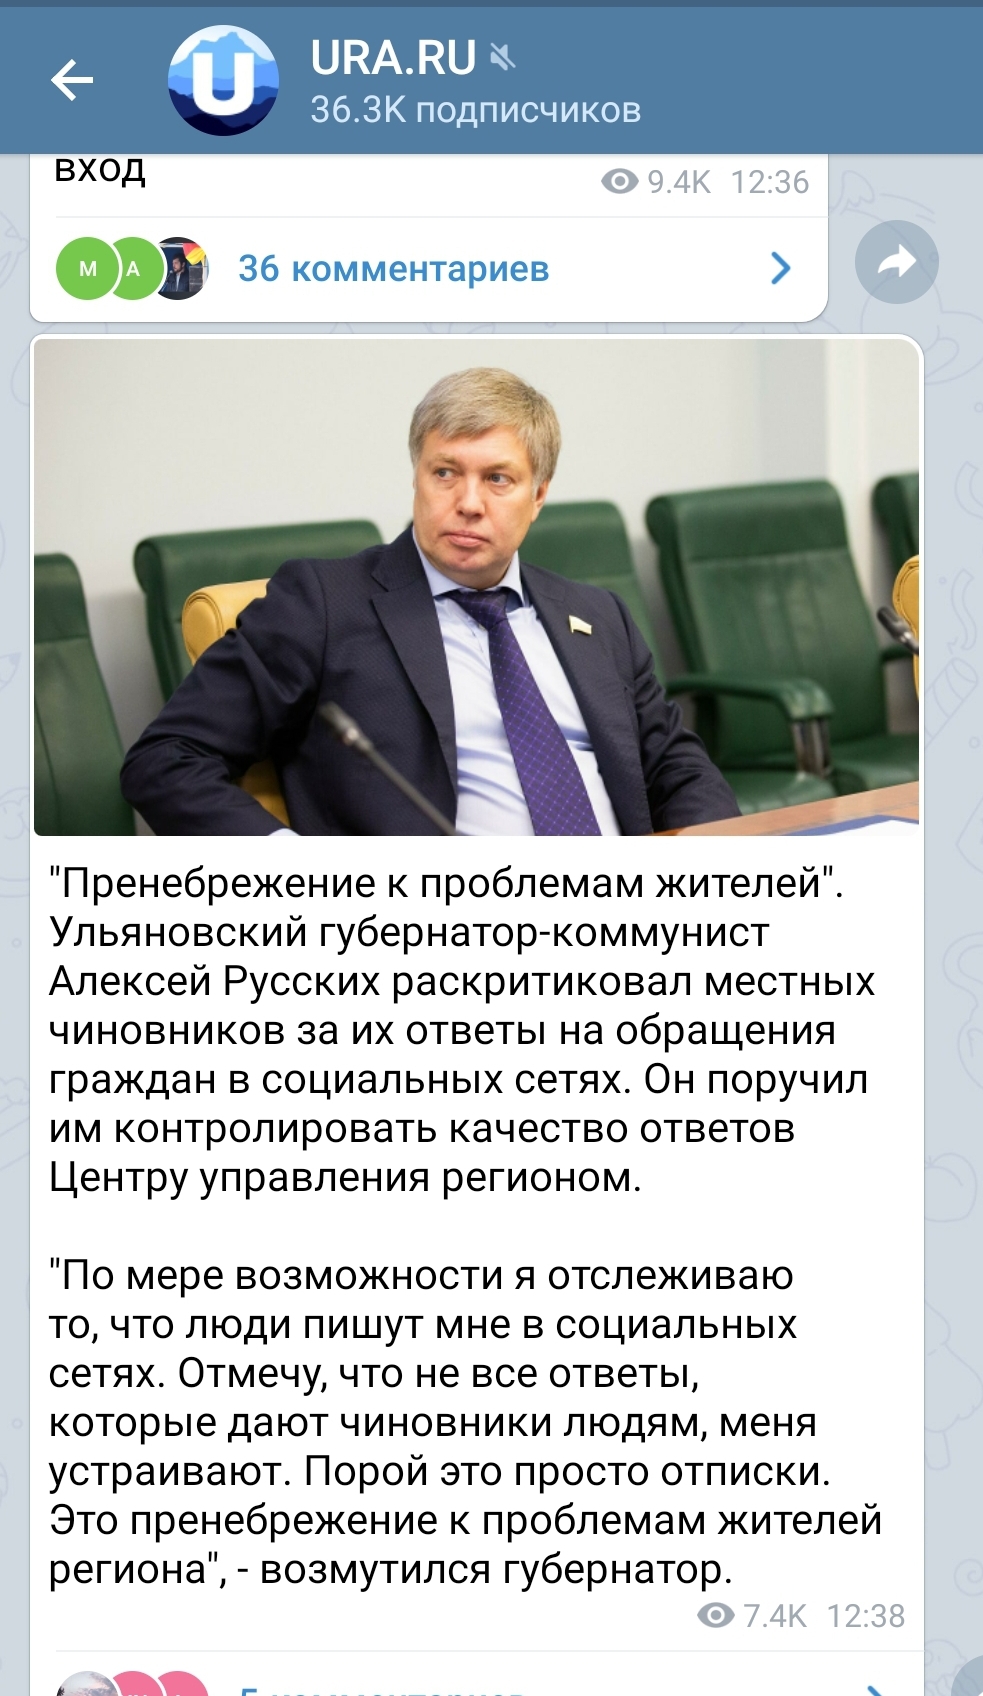 U
URA.RU
36.3K подписчиков
вход
9.4K 12:36
М А
36 комментариев
"Пренебрежение к проблемам жителей".
Ульяновский губернатор-коммунист
Алексей Русских раскритиковал местных
чиновников за их ответы на обращения
граждан в социальных сетях. Он поручил
им контролировать качество ответов
Центру управления регионом.
"По мере возможности я отслеживаю
то, что люди пишут мне в социальных
сетях. Отмечу, что не все ответы,
которые дают чиновники людям, меня
устраивают. Порой это просто отписки.
Это пренебрежение к проблемам жителей
региона", - возмутился губернатор.
7.4K 12:38
5 комментариев